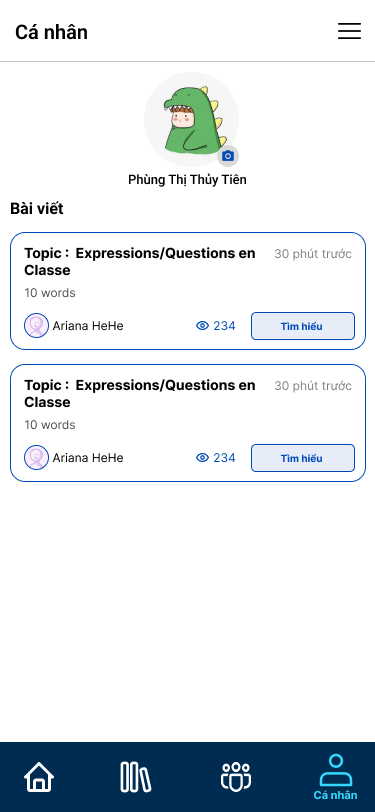 Cá nhân
Phùng Thị Thủy Tiên
Bài viết
Topic :  Expressions/Questions en 30 phút trước
Classe
10 words
Ariana HeHe 234 Tìm hiểu
Topic :  Expressions/Questions en 30 phút trước
Classe
10 words
Ariana HeHe 234 Tìm hiểu
Cá nhân